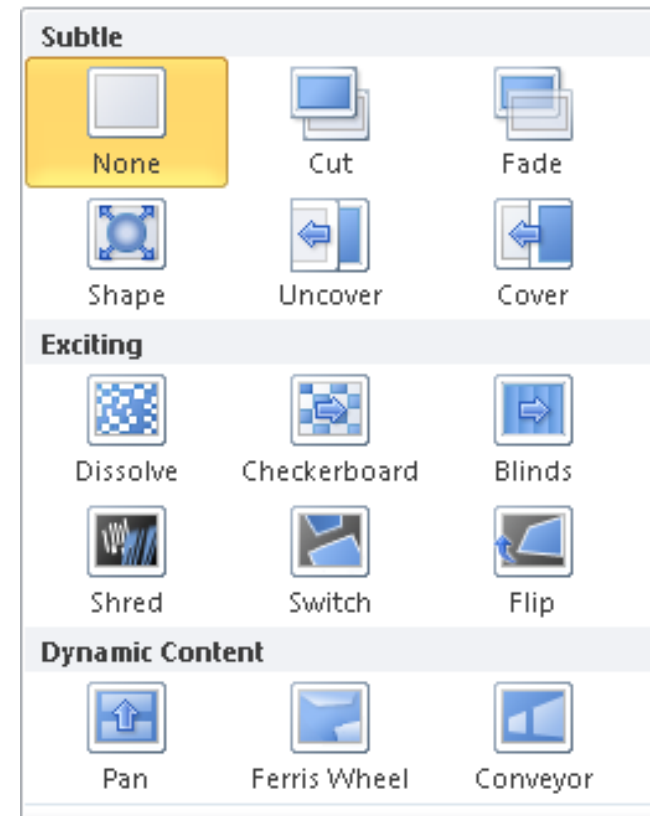 Subtle
None Cut Fade
Shape Uncover Cover
Exciting
Dissolve Checkerboard Blinds
Shred Switch Flip
Dynamic Content
Pan Ferris Wheel Conveyor